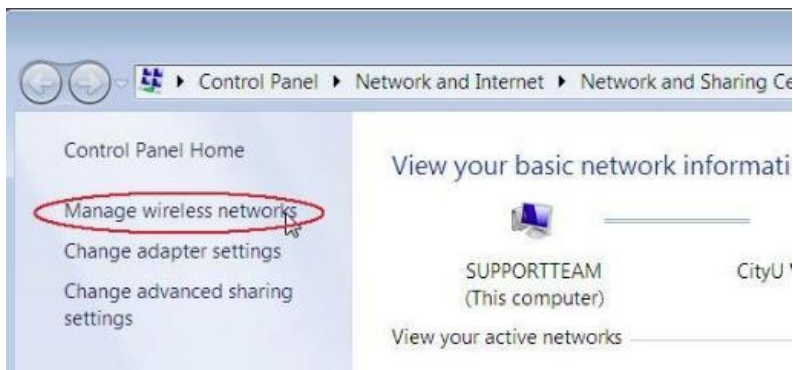 Control Panel Network and Internet Network and Sharing Ce
Control Panel Home
Manage wireless networks
Change adapter settings
Change advanced sharing
settings
View your basic network informati
SUPPORTTEAM
(This computer)
CityU
View your active networks